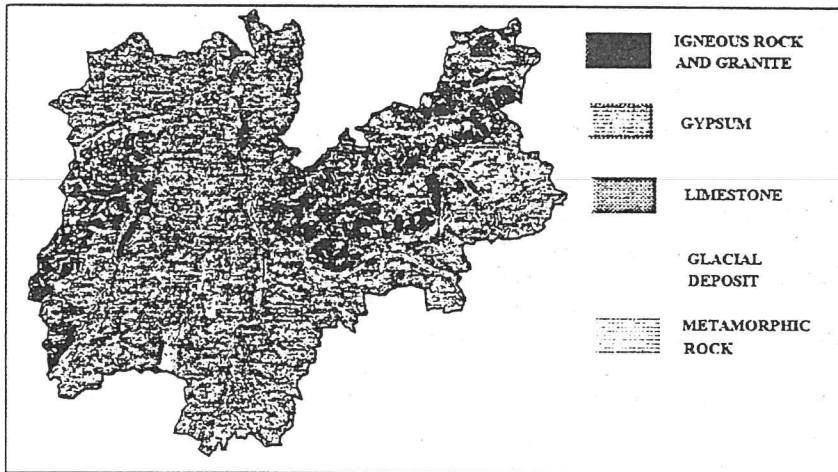 IGNEOUS ROCK
AND GRANITE
GYPSUM
LIMESTONE
GLACIAL
DEPOSIT
METAMORPHIC
ROCK